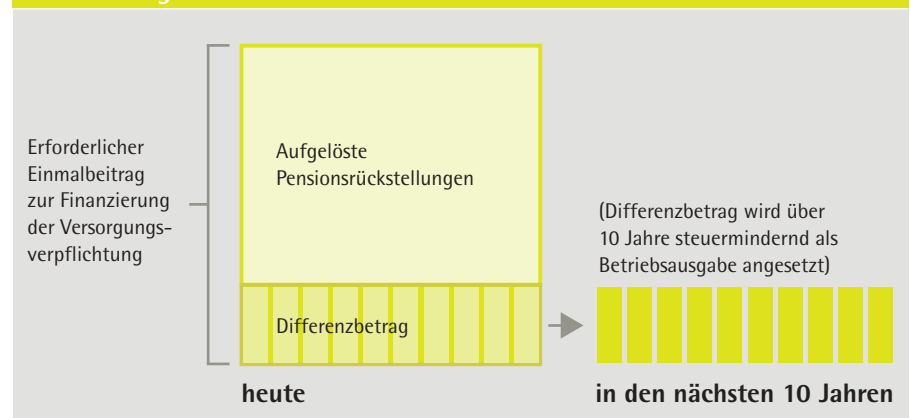 Erforderlicher
Einmalbeitrag
zur Finanzierung
der Versorgungs-
verpflichtung
Aufgelöste
Pensionsrückstellungen
Differenzbetrag
(Differenzbetrag wird über
10 Jahre steuermindernd als
Betriebsausgabe angesetzt)
heute
in den nächsten 10 Jahren